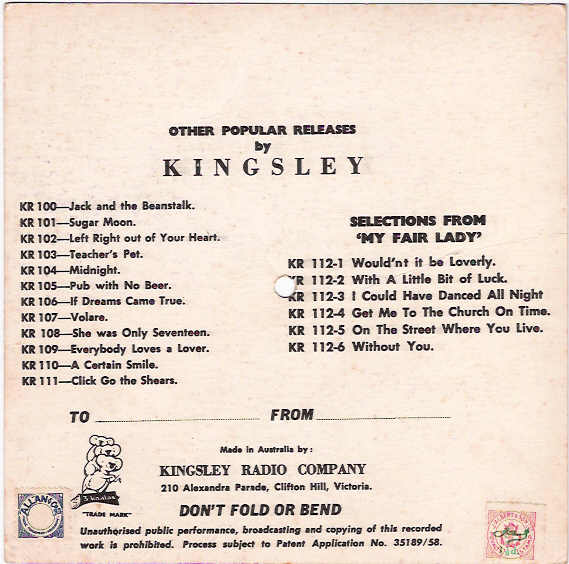 OTHER POPULAR RELEASES
by
KINGSLEY
KR 100—Jack and the Beanstalk.
KR 101—Sugar Moon.
KR 102—Left Right out of Your Heart.
KR 103—Teacher's Pet.
KR 104—Midnight.
KR 105—Pub with No Beer.
KR 106—If Dreams Came True.
KR 107—Volare.
KR 108—She was Only Seventeen.
KR 109—Everybody Loves a Lover.
KR 110—A Certain Smile.
KR 111—Click Go the Shears.
SELECTIONS FROM
'MY FAIR LADY'
KR 112-1 Would'nt it be Loverly.
KR 112-2 With A Little Bit of Luck.
KR 112-3 I Could Have Danced All Night
KR 112-4 Get Me To The Church On Time.
KR 112-5 On The Street Where You Live.
KR 112-6 Without You.
TO FROM
3 koalas
"TRADE MARK"
Made in Australia by:
KINGSLEY RADIO COMPANY
210 Alexandra Parade, Clifton Hill, Victoria.
DON'T FOLD OR BEND
Unauthorised public performance, broadcasting and copying of this recorded
work is prohibited. Process subject to Patent Application No. 35189/58.
ALLAN & CO